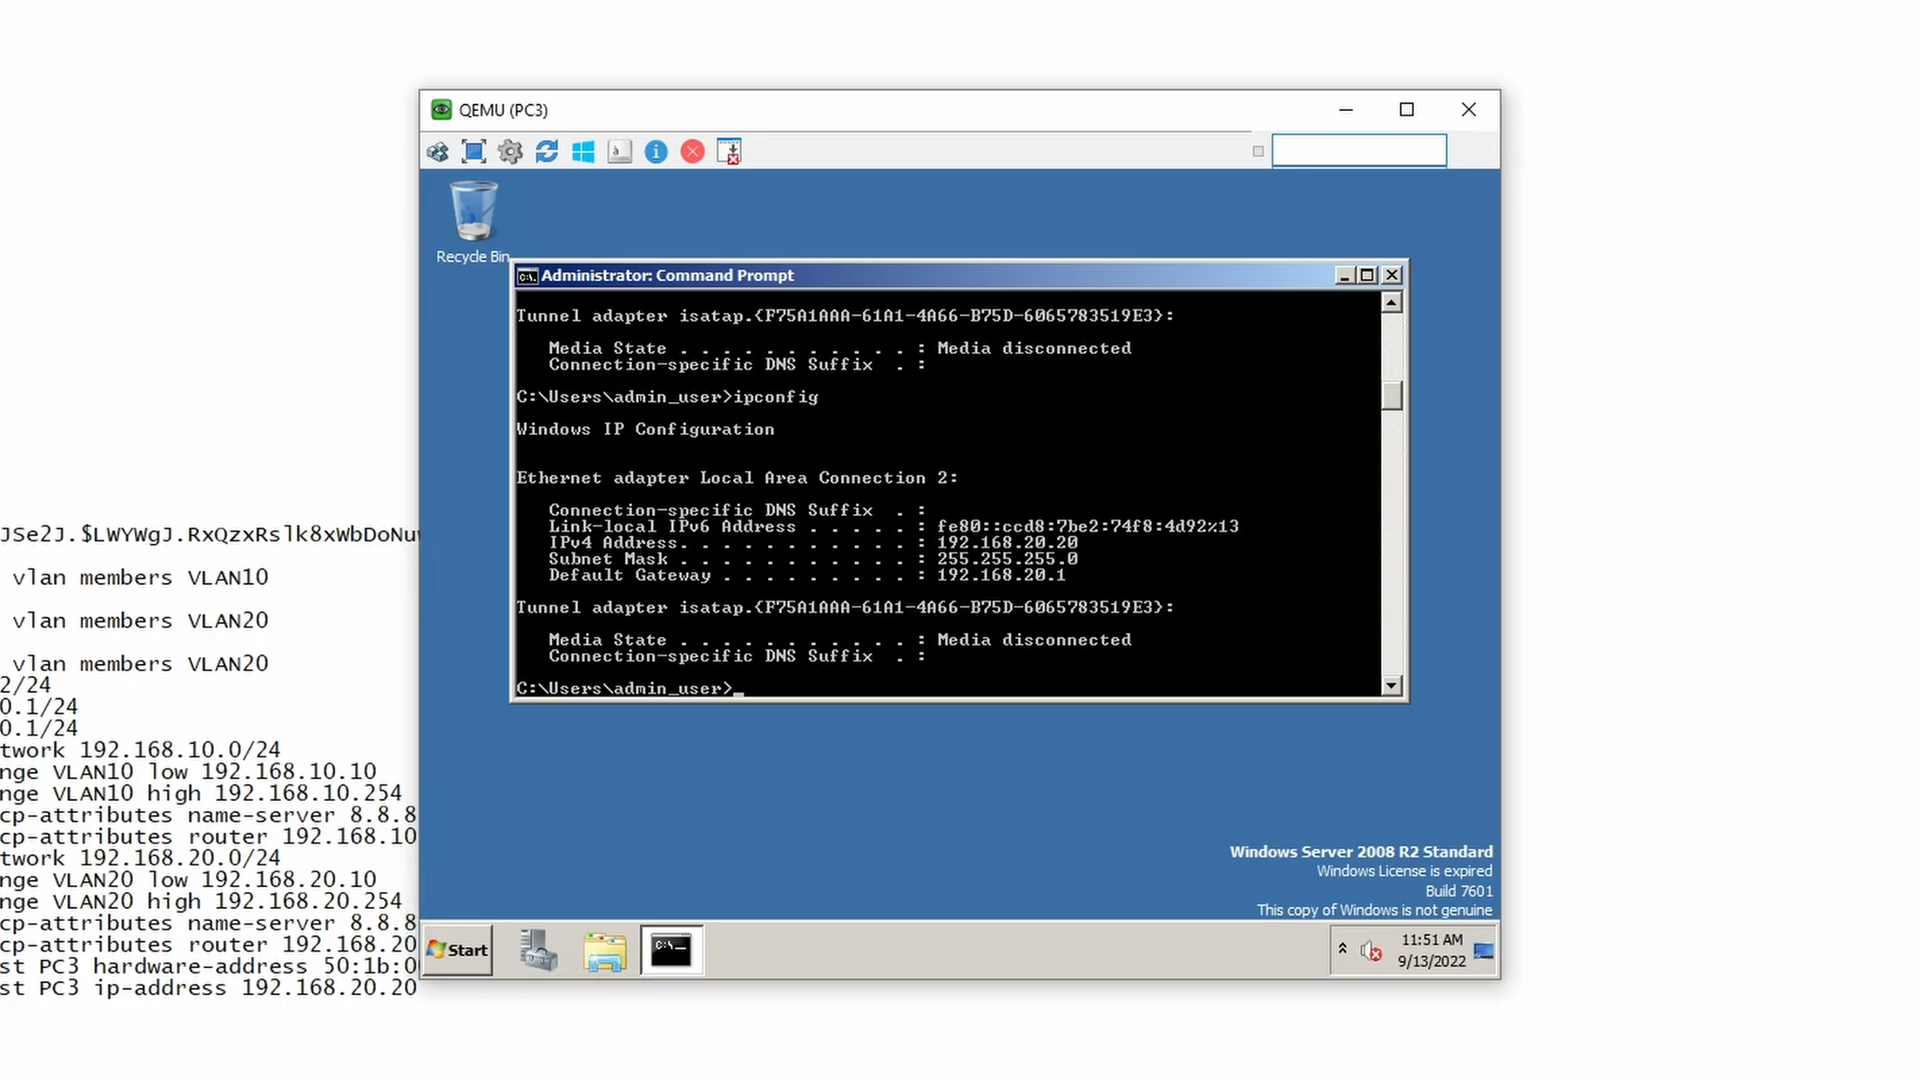 QEMU (PC3)
Recycle Bin
Administrator: Command Prompt
Tunnel adapter isatap.{F75A1AAA-61A1-4A66-B75D-6065783519E3}:
Media State . . . . . . . . . . . : Media disconnected
Connection-specific DNS Suffix  . :
C:\Users\admin_user>ipconfig
Windows IP Configuration
Ethernet adapter Local Area Connection 2:
Connection-specific DNS Suffix  . :
Link-local IPv6 Address . . . . . : fe80::ccd8:7be2:74f8:4d92%13
IPv4 Address. . . . . . . . . . . : 192.168.20.20
Subnet Mask . . . . . . . . . . . : 255.255.255.0
Default Gateway . . . . . . . . . : 192.168.20.1
Tunnel adapter isatap.{F75A1AAA-61A1-4A66-B75D-6065783519E3}:
Media State . . . . . . . . . . . : Media disconnected
Connection-specific DNS Suffix  . :
C:\Users\admin_user>_
JSe2J.$LWYWgJ.RxQzxRslk8xWbDoNu
vlan members VLAN10
vlan members VLAN20
vlan members VLAN20
2/24
0.1/24
0.1/24
twork 192.168.10.0/24
nge VLAN10 low 192.168.10.10
nge VLAN10 high 192.168.10.254
cp-attributes name-server 8.8.8
cp-attributes router 192.168.10
twork 192.168.20.0/24
nge VLAN20 low 192.168.20.10
nge VLAN20 high 192.168.20.254
cp-attributes name-server 8.8.8
cp-attributes router 192.168.20
st PC3 hardware-address 50:1b:0
st PC3 ip-address 192.168.20.20
Windows Server 2008 R2 Standard
Windows License is expired
Build 7601
This copy of Windows is not genuine
Start
11:51 AM
9/13/2022